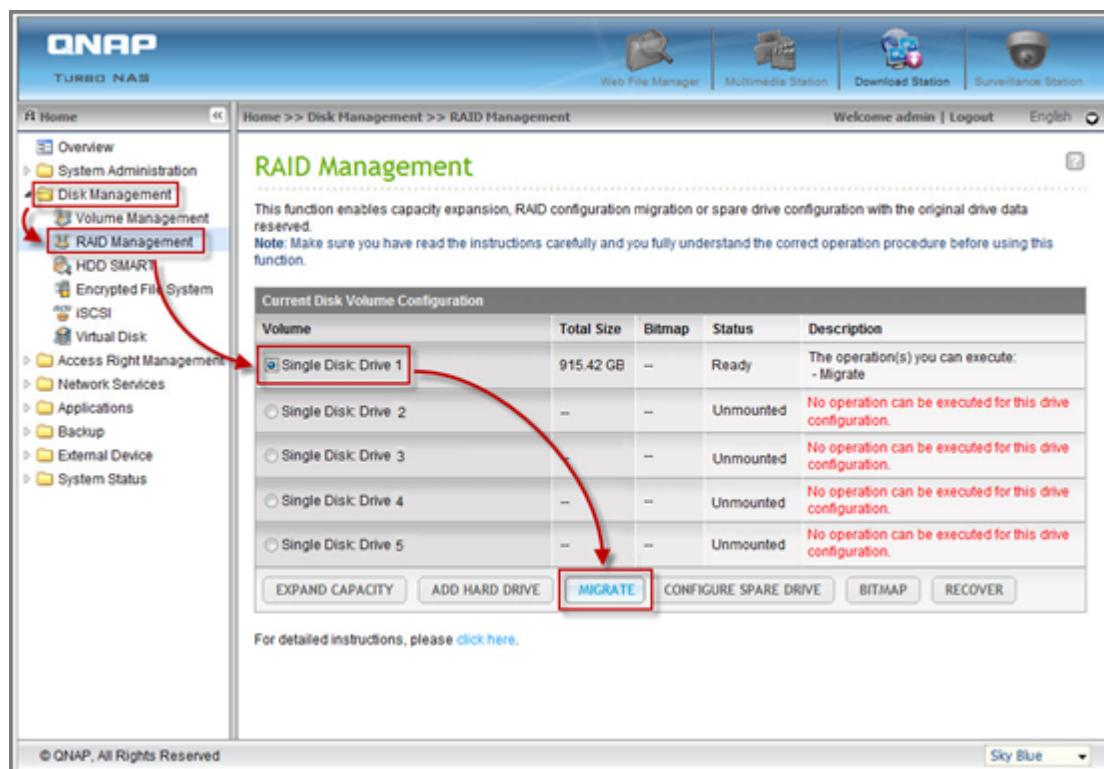 QNAP
TURBO NAS
Web File Manager
Multimedia Station
Download Station
Surveillance Station
Home
Home >> Disk Management >> RAID Management
Welcome admin | Logout
English
Overview
System Administration
Disk Management
Volume Management
RAID Management
HDD SMART
Encrypted File System
iSCSI
Virtual Disk
Access Right Management
Network Services
Applications
Backup
External Device
System Status
RAID Management
This function enables capacity expansion, RAID configuration migration or spare drive configuration with the original drive data
reserved.
Note: Make sure you have read the instructions carefully and you fully understand the correct operation procedure before using this
function.
Current Disk Volume Configuration
Volume Total Size Bitmap Status Description
Single Disk: Drive 1 915.42 GB -- Ready The operation(s) you can execute:
- Migrate
Single Disk: Drive 2 -- -- Unmounted No operation can be executed for this drive
configuration.
Single Disk: Drive 3 -- -- Unmounted No operation can be executed for this drive
configuration.
Single Disk: Drive 4 -- -- Unmounted No operation can be executed for this drive
configuration.
Single Disk: Drive 5 -- -- Unmounted No operation can be executed for this drive
configuration.
EXPAND CAPACITY ADD HARD DRIVE MIGRATE CONFIGURE SPARE DRIVE BITMAP RECOVER
For detailed instructions, please click here.
© QNAP, All Rights Reserved
Sky Blue